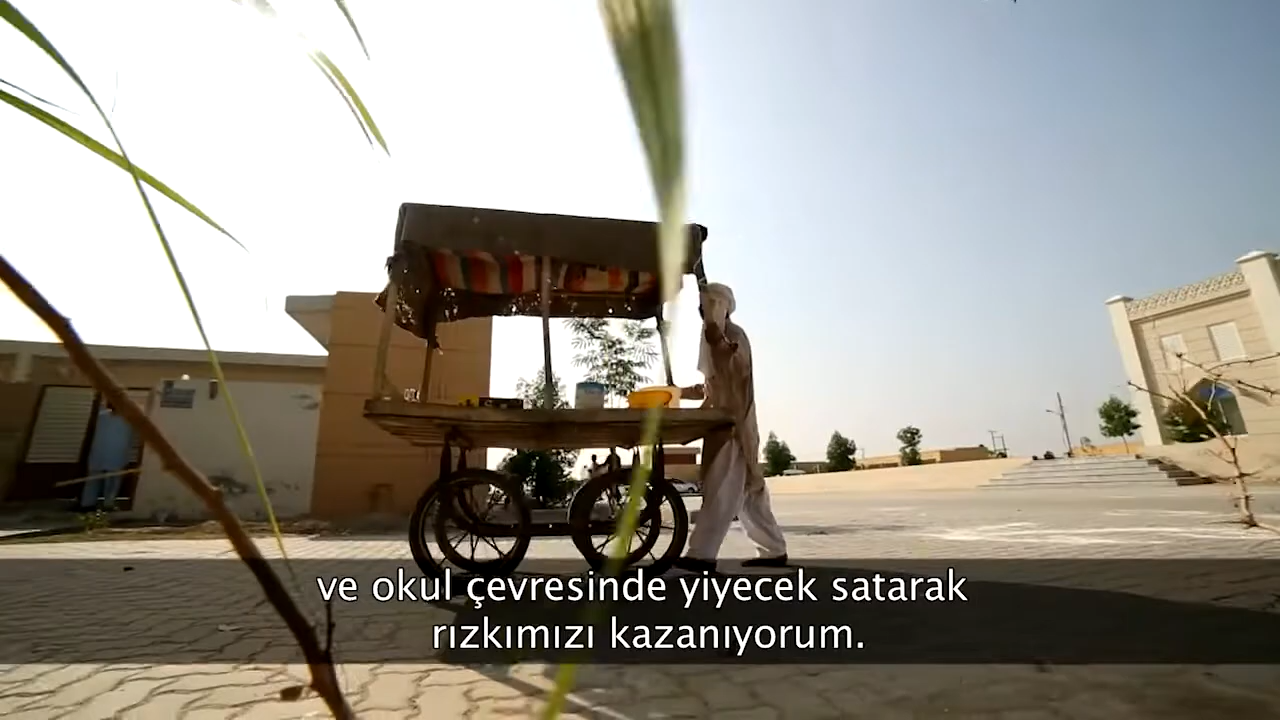 ve okul çevresinde yiyecek satarak
rızkımızı kazanıyorum.